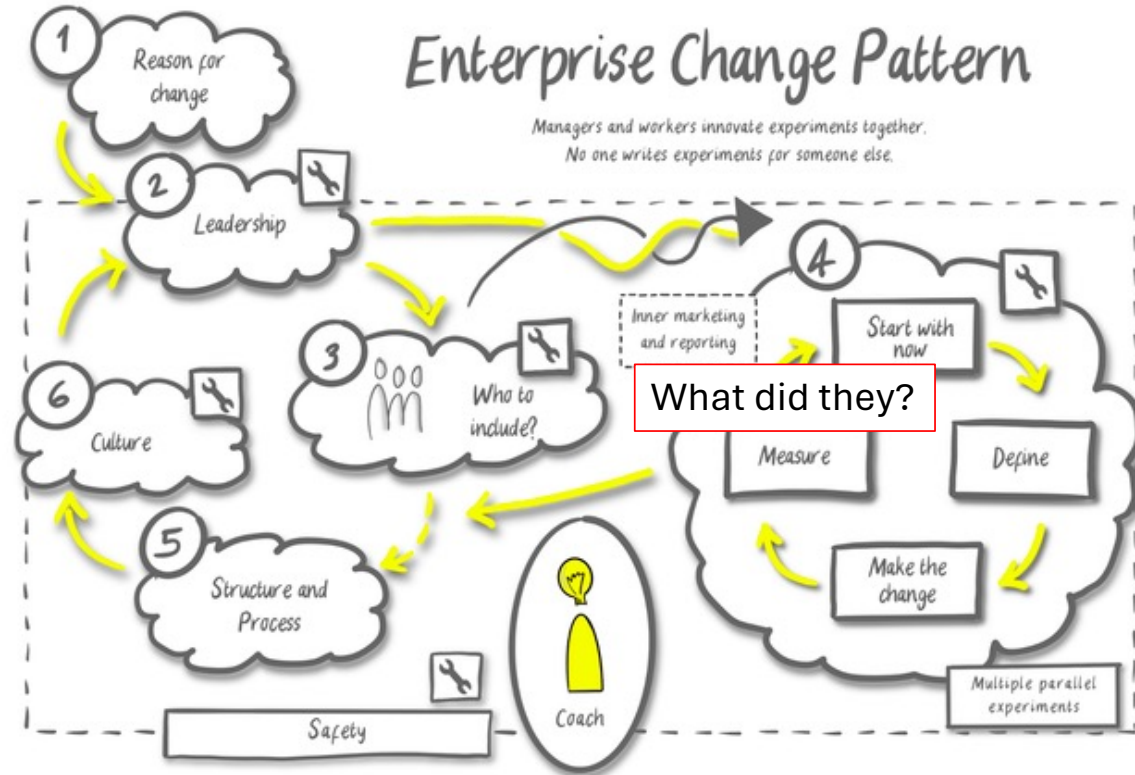 Enterprise Change Pattern
Managers and workers innovate experiments together.
No one writes experiments for someone else.
1
Reason for
change
2
Leadership
3
Who to
include?
Inner marketing
and reporting
4
Start with
now
What did they?
Measure
Define
Make the
change
Multiple parallel
experiments
6
Culture
5
Structure and
Process
Coach
Safety